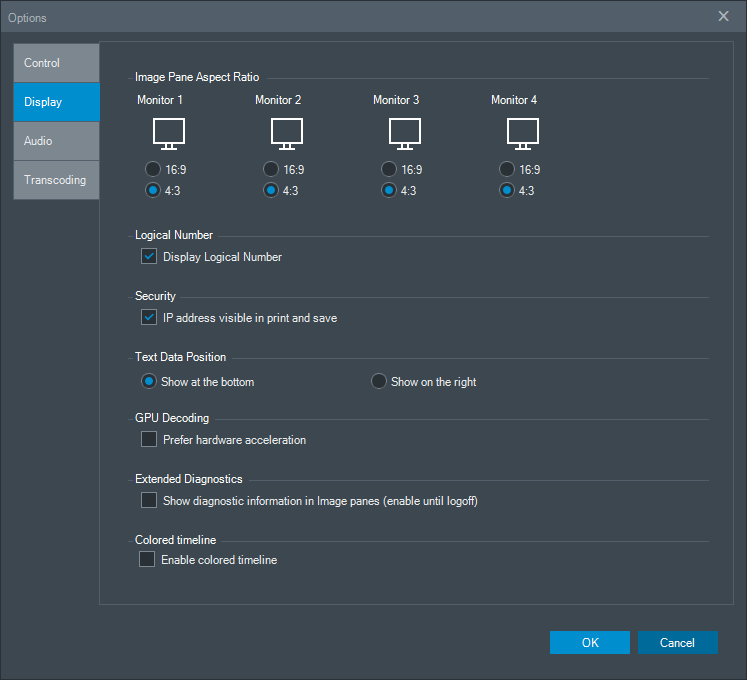 Options
Control
Display
Audio
Transcoding
Image Pane Aspect Ratio
Monitor 1 Monitor 2 Monitor 3 Monitor 4
16:9 16:9 16:9 16:9
4:3 4:3 4:3 4:3
Logical Number
Display Logical Number
Security
IP address visible in print and save
Text Data Position
Show at the bottom Show on the right
GPU Decoding
Prefer hardware acceleration
Extended Diagnostics
Show diagnostic information in Image panes (enable until logoff)
Colored timeline
Enable colored timeline
OK Cancel